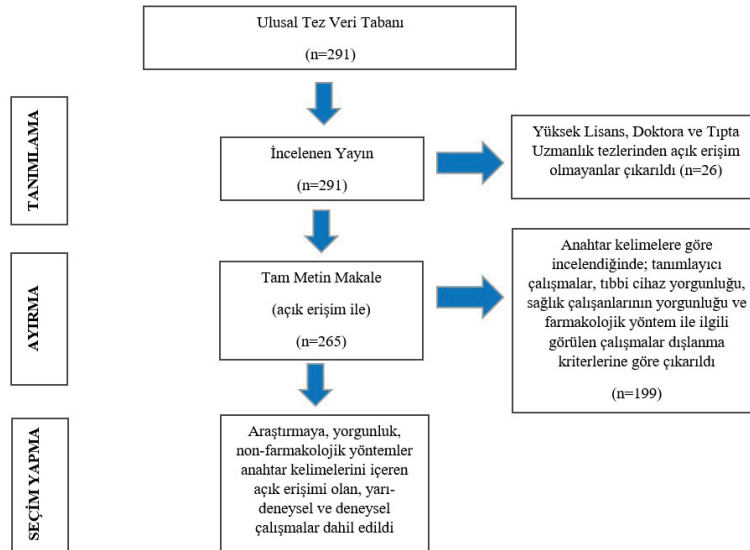 Ulusal Tez Veri Tabanı
(n=291)
TANIMLAMA
İncelenen Yayın
(n=291)
Yüksek Lisans, Doktora ve Tıpta
Uzmanlık tezlerinden açık erişim
olmayanlar çıkarıldı (n=26)
AYIRMA
Tam Metin Makale
(açık erişim ile)
(n=265)
Anahtar kelimelere göre
incelendiğinde; tanımlayıcı
çalışmalar, tıbbi cihaz yorgunluğu,
sağlık çalışanlarının yorgunluğu ve
farmakolojik yöntem ile ilgili
görülen çalışmalar dışlanma
kriterlerine göre çıkarıldı
(n=199)
SEÇİM YAPMA
Araştırmaya, yorgunluk,
non-farmakolojik yöntemler
anahtar kelimelerini içeren
açık erişimi olan, yarı-
deneysel ve deneysel
çalışmalar dahil edildi